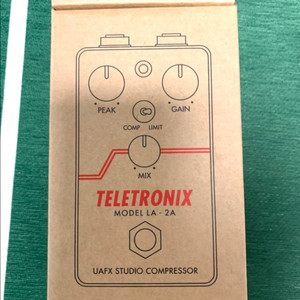 PEAK
GAIN
COMP LIMIT
MIX
TELETRONIX
MODEL LA - 2A
UAFX STUDIO COMPRESSOR